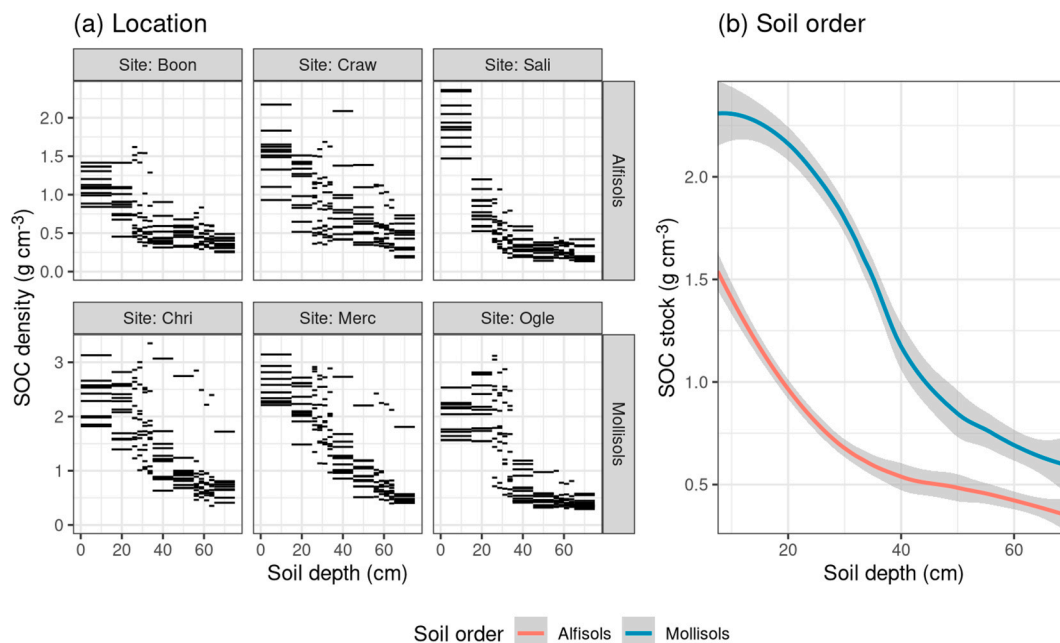 (a) Location
(b) Soil order
Site: Boon
Site: Craw
Site: Sali
Alfisols
2.0
1.5
1.0
0.5
0.0
SOC density (g cm-3)
Site: Chri
Site: Merc
Site: Ogle
Mollisols
3
2
1
0
0 20 40 60
0 20 40 60
0 20 40 60
Soil depth (cm)
SOC stock (g cm-3)
2.0
1.5
1.0
0.5
20 40 60
Soil depth (cm)
Soil order
Alfisols
Mollisols